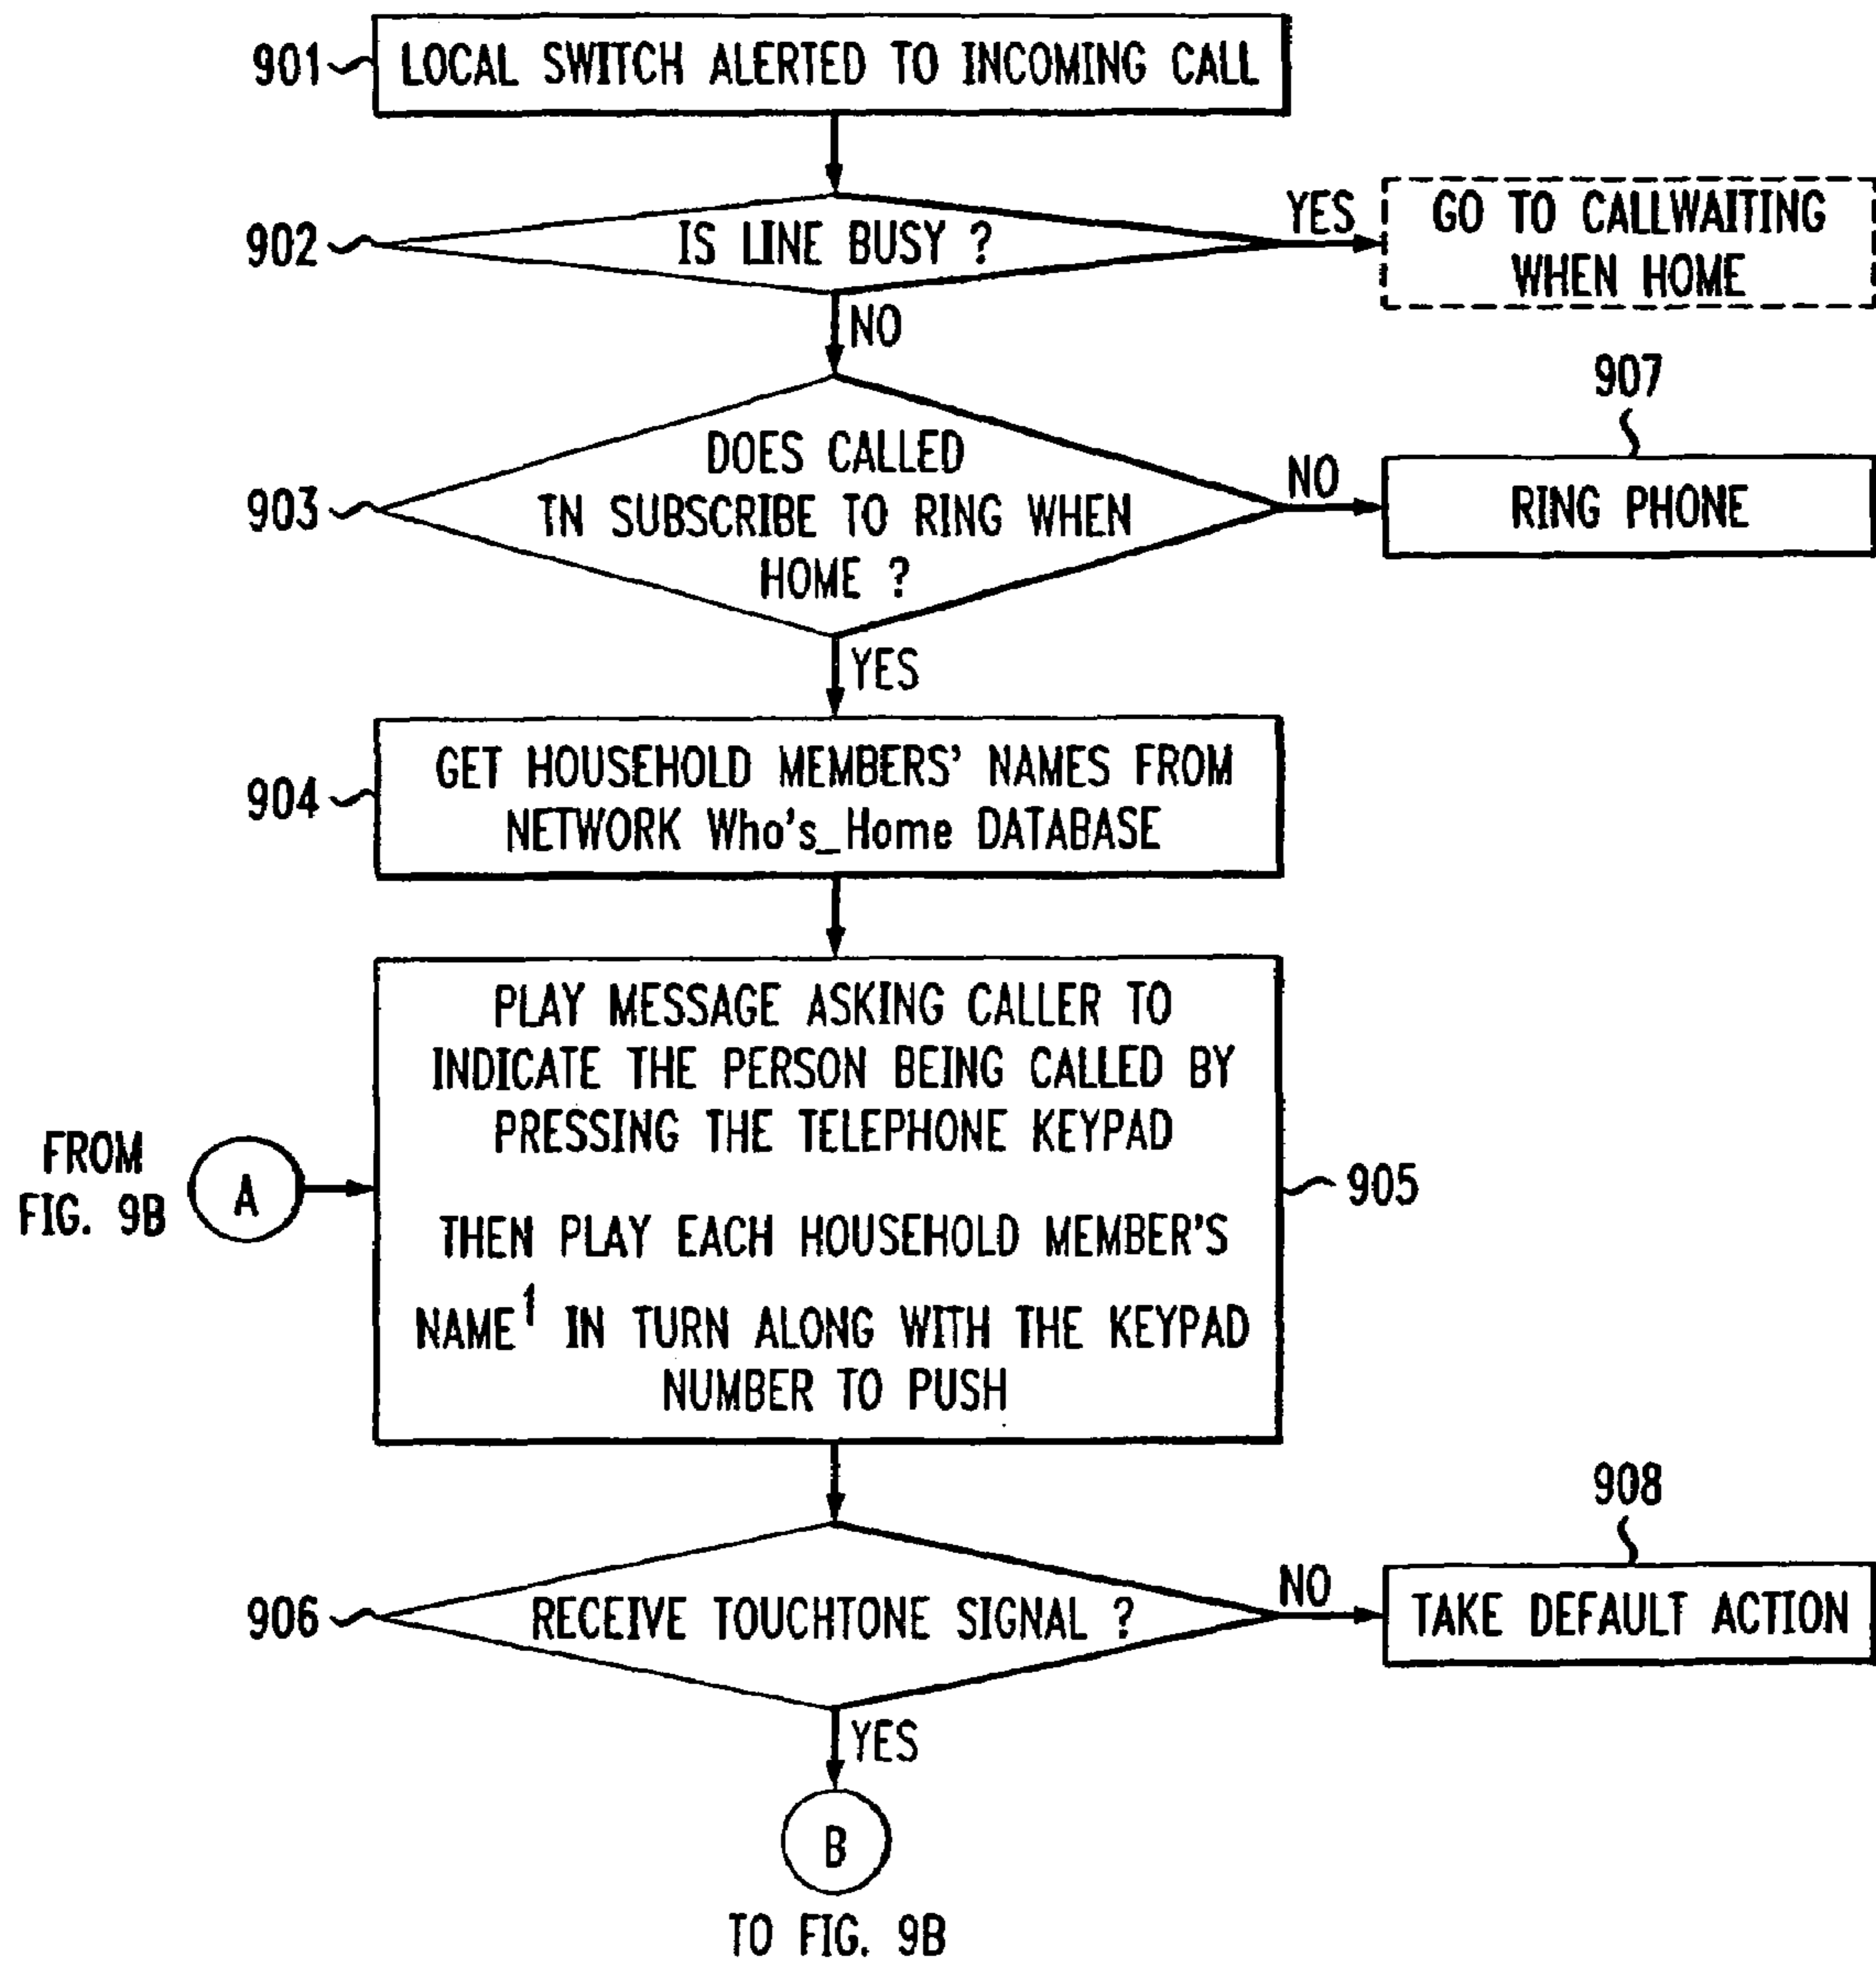 901
LOCAL SWITCH ALERTED TO INCOMING CALL
902
IS LINE BUSY ?
YES
GO TO CALLWAITING
WHEN HOME
NO
903
DOES CALLED
TN SUBSCRIBE TO RING WHEN
HOME ?
NO
907
RING PHONE
YES
904
GET HOUSEHOLD MEMBERS' NAMES FROM
NETWORK Who's_Home DATABASE
FROM
FIG. 9B
A
PLAY MESSAGE ASKING CALLER TO
INDICATE THE PERSON BEING CALLED BY
PRESSING THE TELEPHONE KEYPAD
THEN PLAY EACH HOUSEHOLD MEMBER'S
NAME1 IN TURN ALONG WITH THE KEYPAD
NUMBER TO PUSH
905
906
RECEIVE TOUCHTONE SIGNAL ?
NO
908
TAKE DEFAULT ACTION
YES
B
TO FIG. 9B